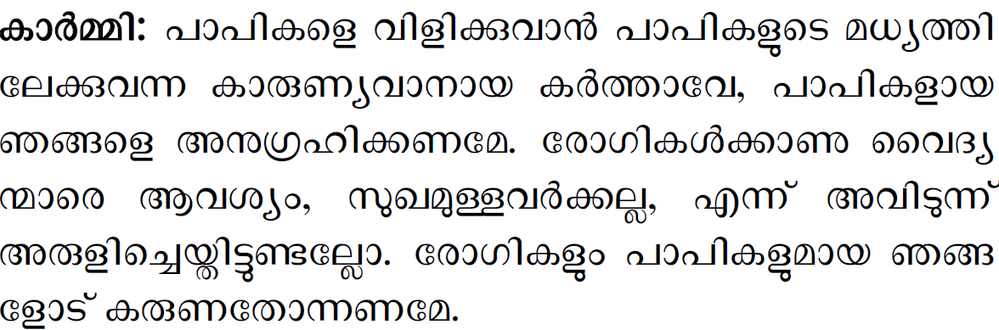 കാർമ്മി: പാപികളെ വിളിക്കുവാൻ പാപികളുടെ മധ്യത്തി
ലേക്കുവന്ന കാരുണ്യവാനായ കർത്താവേ, പാപികളായ
ഞങ്ങളെ അനുഗ്രഹിക്കണമേ. രോഗികൾക്കാണു വൈദ്യ
ന്മാരെ ആവശ്യം, സുഖമുള്ളവർക്കല്ല, എന്ന് അവിടുന്ന്
അരുളിച്ചെയ്തിട്ടുണ്ടല്ലോ. രോഗികളും പാപികളുമായ ഞങ്ങ
ളോട് കരുണതോന്നണമേ.